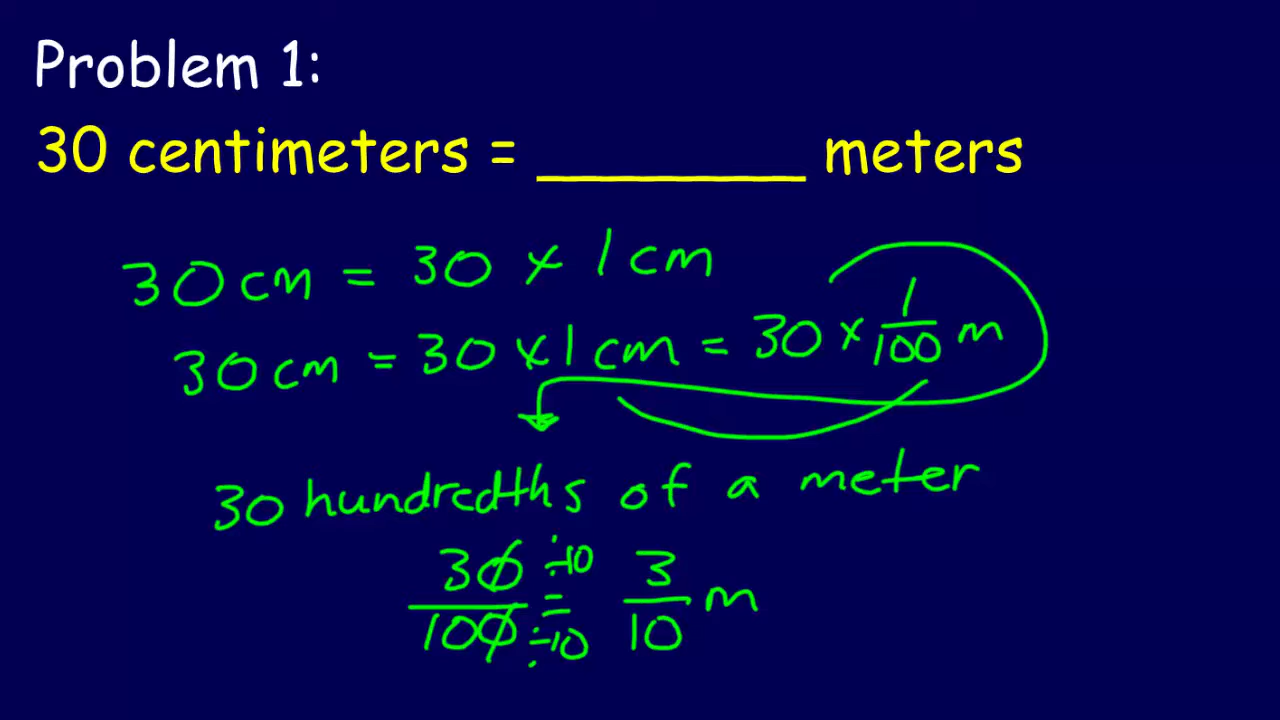 Problem 1:
30 centimeters = ________ meters
30 cm = 30 × 1 cm
30 cm = 30 × 1 cm = 30 × 1/100 m
30 hundredths of a meter
30/100 ÷10/÷10 = 3/10 m